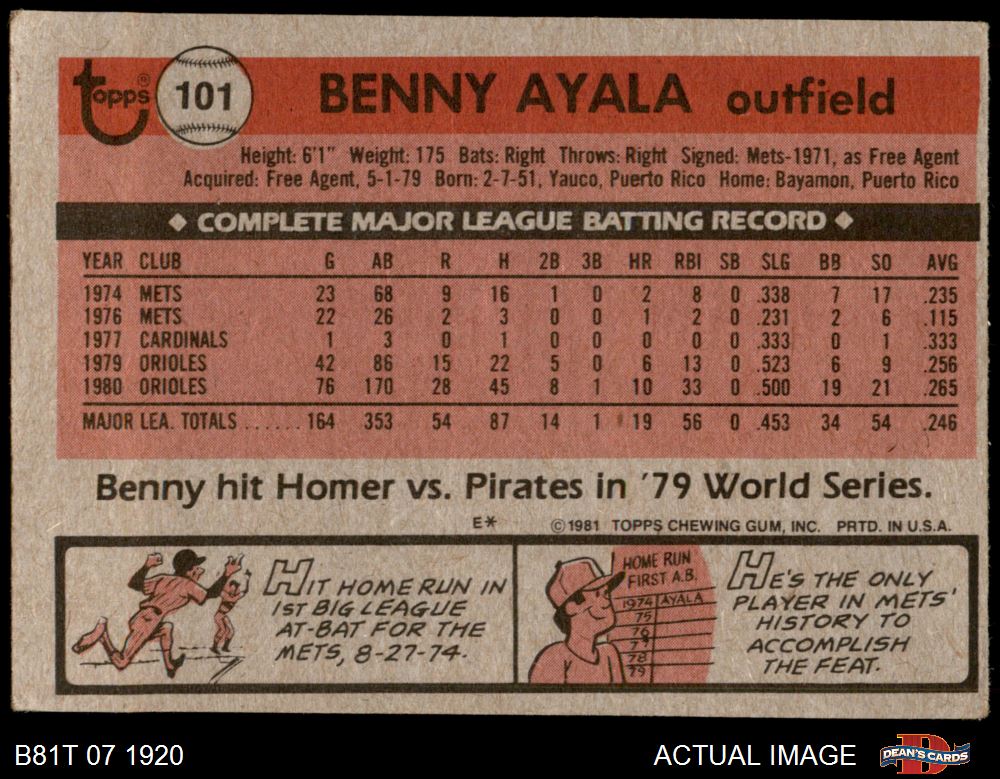 topps® 101 BENNY AYALA outfield
Height: 6'1" Weight: 175 Bats: Right Throws: Right Signed: Mets-1971, as Free Agent
Acquired: Free Agent, 5-1-79 Born: 2-7-51, Yauco, Puerto Rico Home: Bayamon, Puerto Rico
◆ COMPLETE MAJOR LEAGUE BATTING RECORD ◆
YEAR CLUB G AB R H 2B 3B HR RBI SB SLG BB SO AVG
1974 METS 23 68 9 16 1 0 2 8 0 .338 7 17 .235
1976 METS 22 26 2 3 0 0 1 2 0 .231 2 6 .115
1977 CARDINALS 1 3 0 1 0 0 0 0 0 .333 0 1 .333
1979 ORIOLES 42 86 15 22 5 0 6 13 0 .523 6 9 .256
1980 ORIOLES 76 170 28 45 8 1 10 33 0 .500 19 21 .265
MAJOR LEA. TOTALS ...... 164 353 54 87 14 1 19 56 0 .453 34 54 .246
Benny hit Homer vs. Pirates in '79 World Series.
E* ©1981 TOPPS CHEWING GUM, INC. PRTD. IN U.S.A.
HIT HOME RUN IN
1ST BIG LEAGUE
AT-BAT FOR THE
METS, 8-27-74.
HOME RUN
FIRST A.B.
1974 AYALA
75
76
77
78
79
HE'S THE ONLY
PLAYER IN METS'
HISTORY TO
ACCOMPLISH
THE FEAT.
B81T 07 1920 ACTUAL IMAGE DEAN'S CARDS